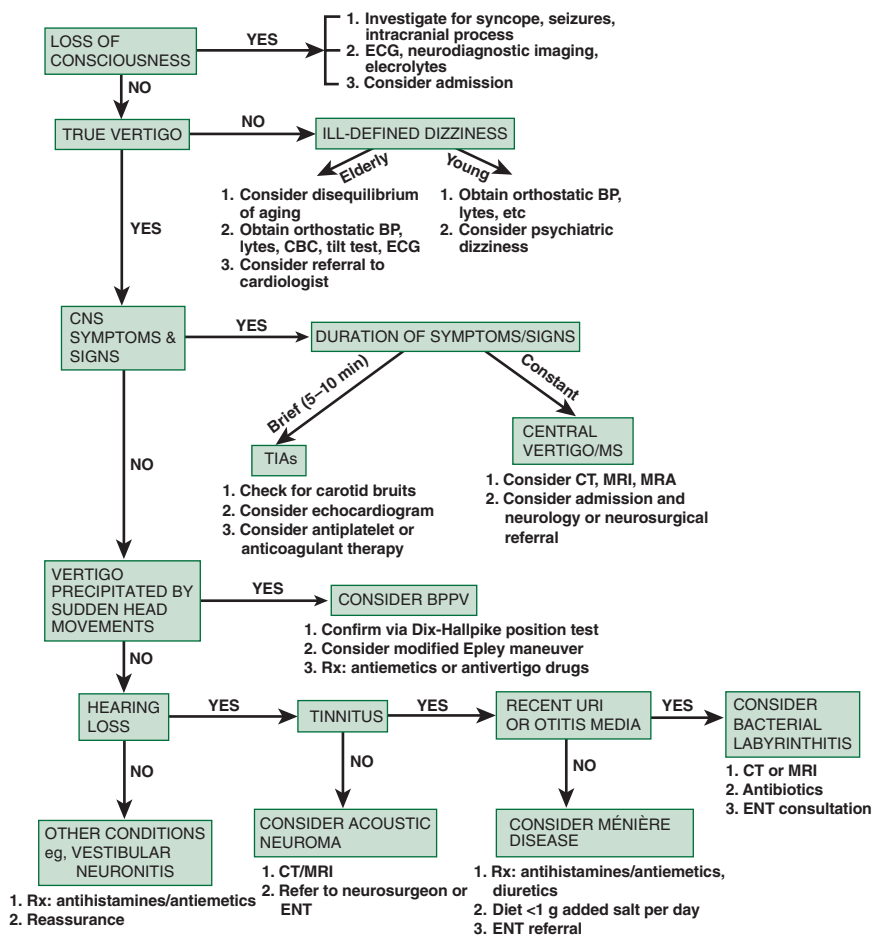 LOSS OF
CONSCIOUSNESS
YES
1. Investigate for syncope, seizures,
intracranial process
2. ECG, neurodiagnostic imaging,
elecrolytes
3. Consider admission
NO
TRUE VERTIGO
NO
ILL-DEFINED DIZZINESS
Elderly
Young
1. Consider disequilibrium
of aging
2. Obtain orthostatic BP,
lytes, CBC, tilt test, ECG
3. Consider referral to
cardiologist
1. Obtain orthostatic BP,
lytes, etc
2. Consider psychiatric
dizziness
YES
CNS
SYMPTOMS &
SIGNS
YES
DURATION OF SYMPTOMS/SIGNS
Brief (5–10 min)
Constant
TIAs
1. Check for carotid bruits
2. Consider echocardiogram
3. Consider antiplatelet or
anticoagulant therapy
CENTRAL
VERTIGO/MS
1. Consider CT, MRI, MRA
2. Consider admission and
neurology or neurosurgical
referral
NO
VERTIGO
PRECIPITATED BY
SUDDEN HEAD
MOVEMENTS
YES
CONSIDER BPPV
1. Confirm via Dix-Hallpike position test
2. Consider modified Epley maneuver
3. Rx: antiemetics or antivertigo drugs
NO
HEARING
LOSS
YES
TINNITUS
YES
RECENT URI
OR OTITIS MEDIA
YES
CONSIDER
BACTERIAL
LABYRINTHITIS
1. CT or MRI
2. Antibiotics
3. ENT consultation
NO
NO
NO
OTHER CONDITIONS
eg, VESTIBULAR
NEURONITIS
1. Rx: antihistamines/antiemetics
2. Reassurance
CONSIDER ACOUSTIC
NEUROMA
1. CT/MRI
2. Refer to neurosurgeon or
ENT
CONSIDER MÉNIÈRE
DISEASE
1. Rx: antihistamines/antiemetics,
diuretics
2. Diet <1 g added salt per day
3. ENT referral